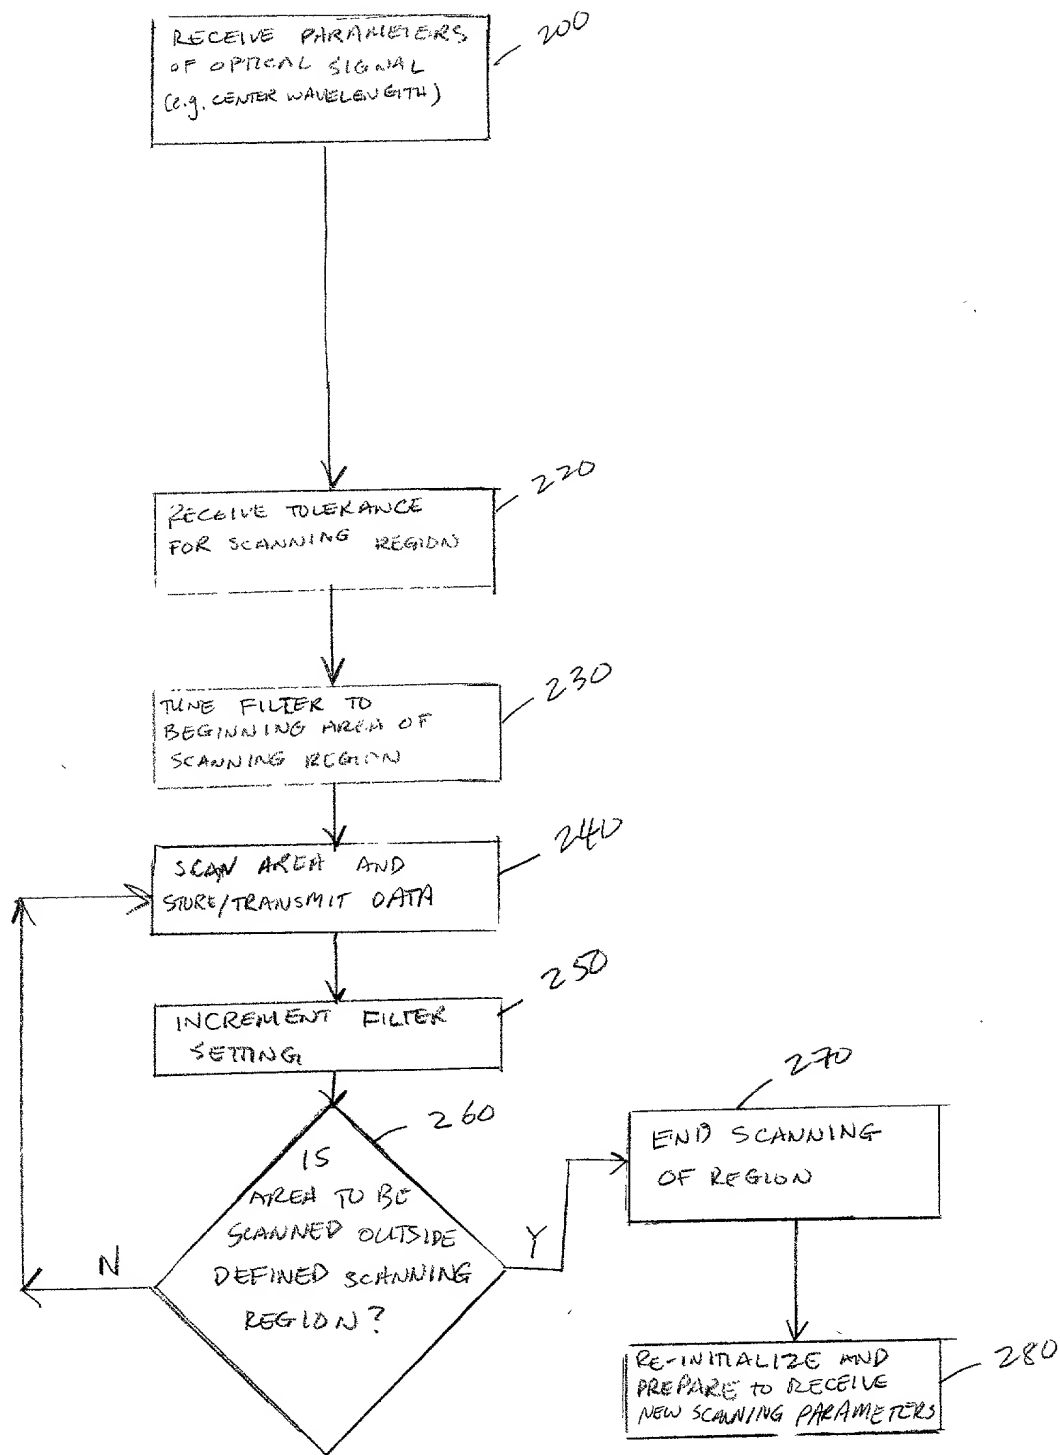 RECEIVE PARAMETERS
OF OPTICAL SIGNAL
(e.g. CENTER WAVELENGTH)
200
RECEIVE TOLERANCE
FOR SCANNING REGION
220
TUNE FILTER TO
BEGINNING AREA OF
SCANNING REGION
230
SCAN AREA AND
STORE/TRANSMIT DATA
240
INCREMENT FILTER
SETTING
250
IS
AREA TO BE
SCANNED OUTSIDE
DEFINED SCANNING
REGION?
260
N
Y
END SCANNING
OF REGION
270
RE-INITIALIZE AND
PREPARE TO RECEIVE
NEW SCANNING PARAMETERS
280